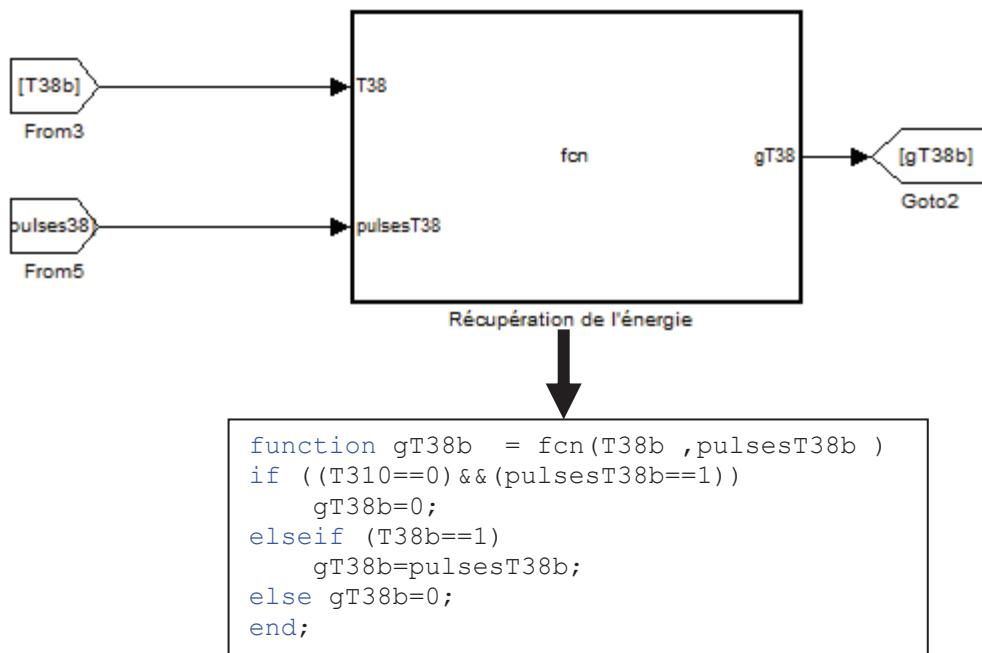 [T38b]
From3
T38
fcn
gT38
[gT38b]
Goto2
pulses38]
From5
pulsesT38
Récupération de l'énergie
function gT38b = fcn(T38b ,pulsesT38b )
if ((T310==0)&&(pulsesT38b==1))
gT38b=0;
elseif (T38b==1)
gT38b=pulsesT38b;
else gT38b=0;
end;